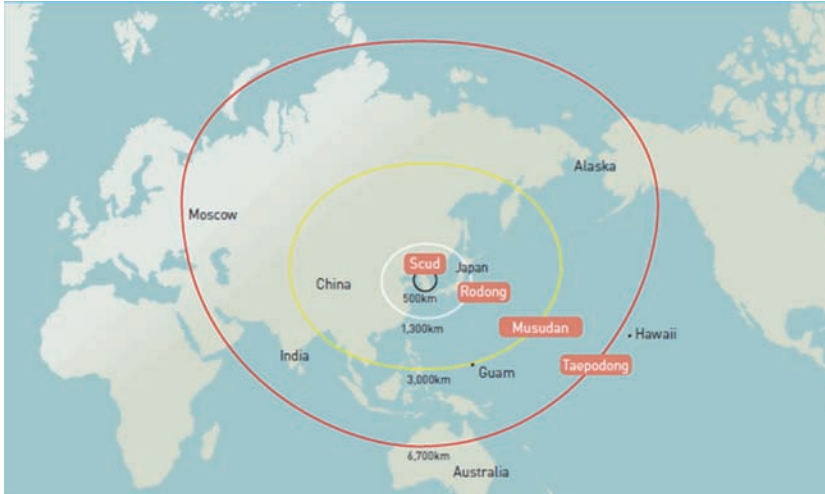 Alaska
Moscow
Scud
Japan
China
Rodong
500km
1,300km
Musudan
Hawaii
India
Taepodong
Guam
3,000km
6,700km
Australia